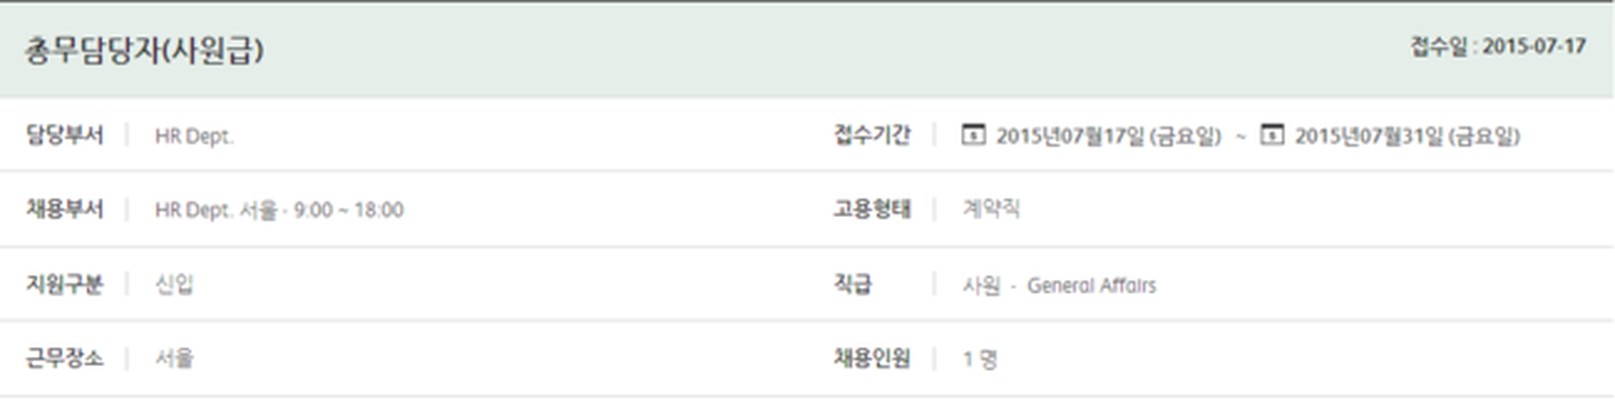 총무담당자(사원급) 접수일 : 2015-07-17
담당부서 HR Dept. 접수기간 2015년07월17일 (금요일) ~ 2015년07월31일 (금요일)
채용부서 HR Dept. 서울 - 9:00 ~ 18:00 고용형태 계약직
지원구분 신입 직급 사원 - General Affairs
근무장소 서울 채용인원 1 명